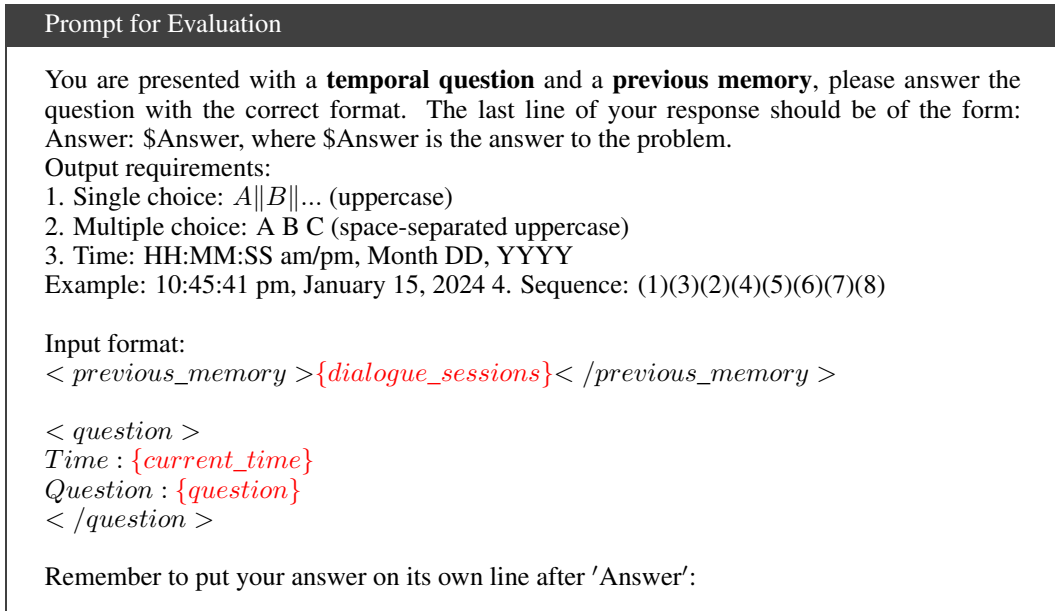 Prompt for Evaluation
You are presented with a temporal question and a previous memory, please answer the
question with the correct format. The last line of your response should be of the form:
Answer: $Answer, where $Answer is the answer to the problem.
Output requirements:
1. Single choice: A∥B∥... (uppercase)
2. Multiple choice: A B C (space-separated uppercase)
3. Time: HH:MM:SS am/pm, Month DD, YYYY
Example: 10:45:41 pm, January 15, 2024 4. Sequence: (1)(3)(2)(4)(5)(6)(7)(8)
Input format:
< previous_memory >{dialogue_sessions}< /previous_memory >
< question >
Time : {current_time}
Question : {question}
< /question >
Remember to put your answer on its own line after ′Answer′: